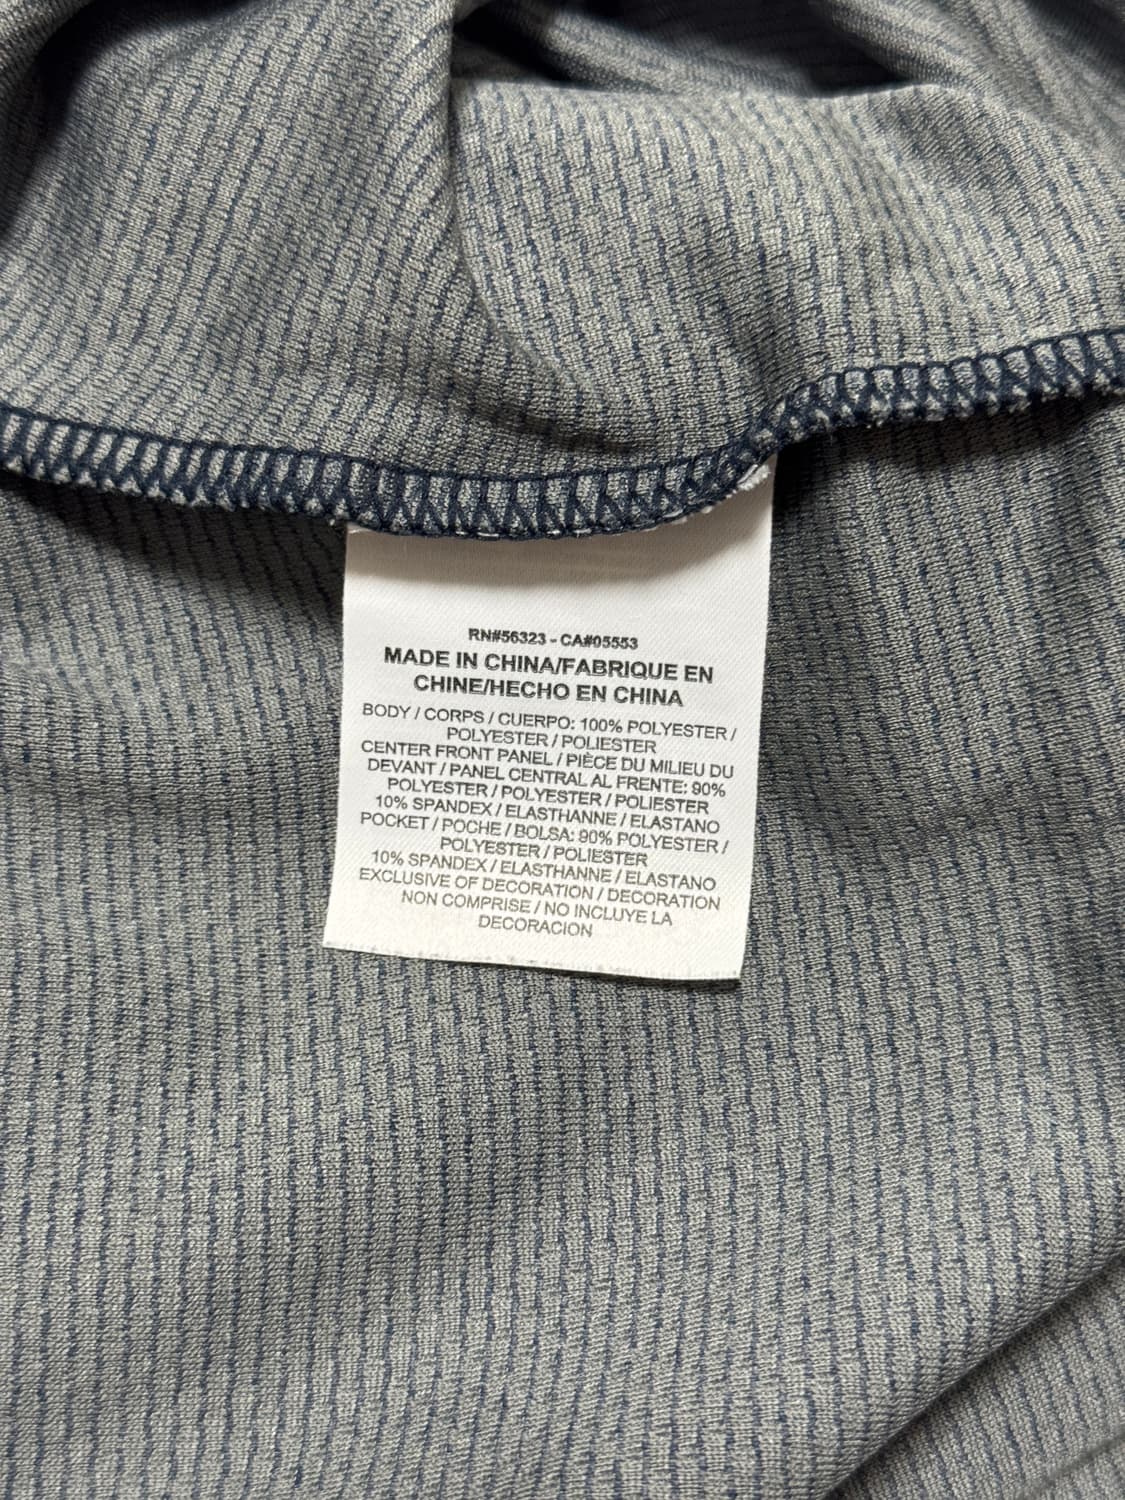 RN#56323 - CA#05553
MADE IN CHINA/FABRIQUE EN
CHINE/HECHO EN CHINA
BODY / CORPS / CUERPO: 100% POLYESTER /
POLYESTER / POLIESTER
CENTER FRONT PANEL / PIÈCE DU MILIEU DU
DEVANT / PANEL CENTRAL AL FRENTE: 90%
POLYESTER / POLYESTER / POLIESTER
10% SPANDEX / ELASTHANNE / ELASTANO
POCKET / POCHE / BOLSA: 90% POLYESTER /
POLYESTER / POLIESTER
10% SPANDEX / ELASTHANNE / ELASTANO
EXCLUSIVE OF DECORATION / DECORATION
NON COMPRISE / NO INCLUYE LA
DECORACION